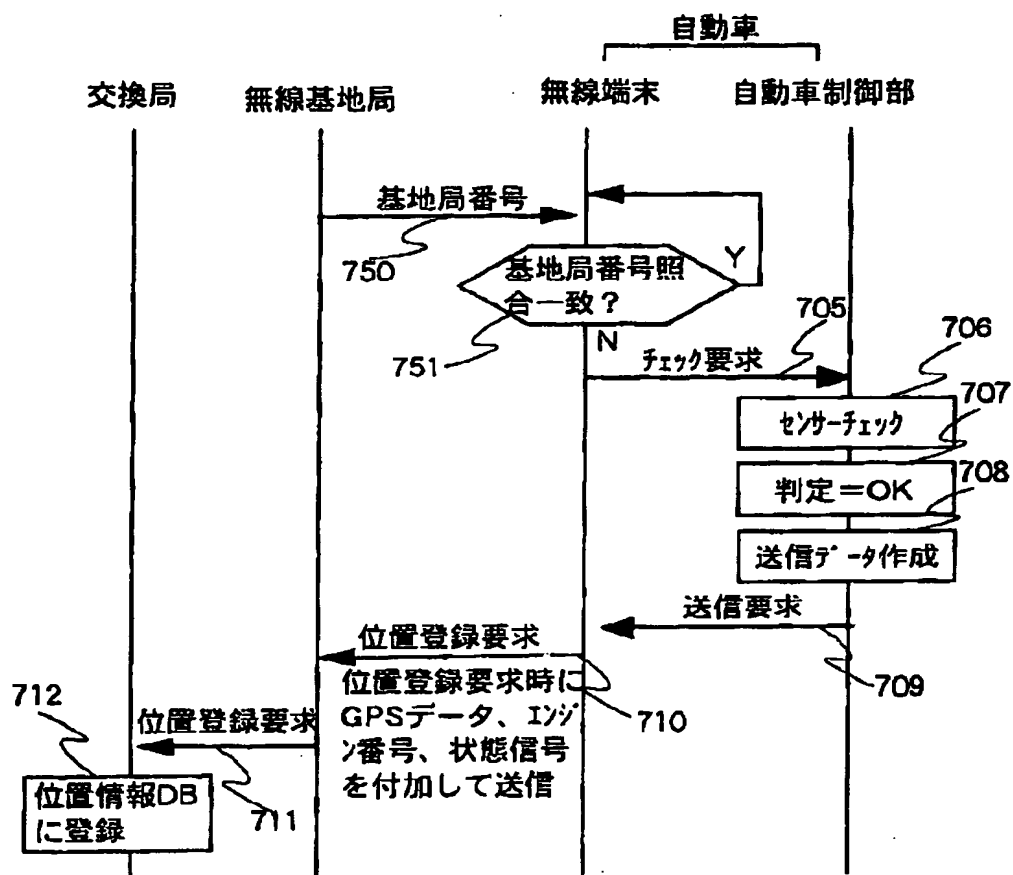 自動車
交換局
無線基地局
無線端末
自動車制御部
基地局番号
750
Y
基地局番号照
合一致?
751
N
705
チェック要求
706
センサーチェック
707
判定=OK
708
送信データ作成
送信要求
709
位置登録要求
710
位置登録要求時に
GPSデータ、エンジ
ン番号、状態信号
を付加して送信
位置登録要求
711
712
位置情報DB
に登録